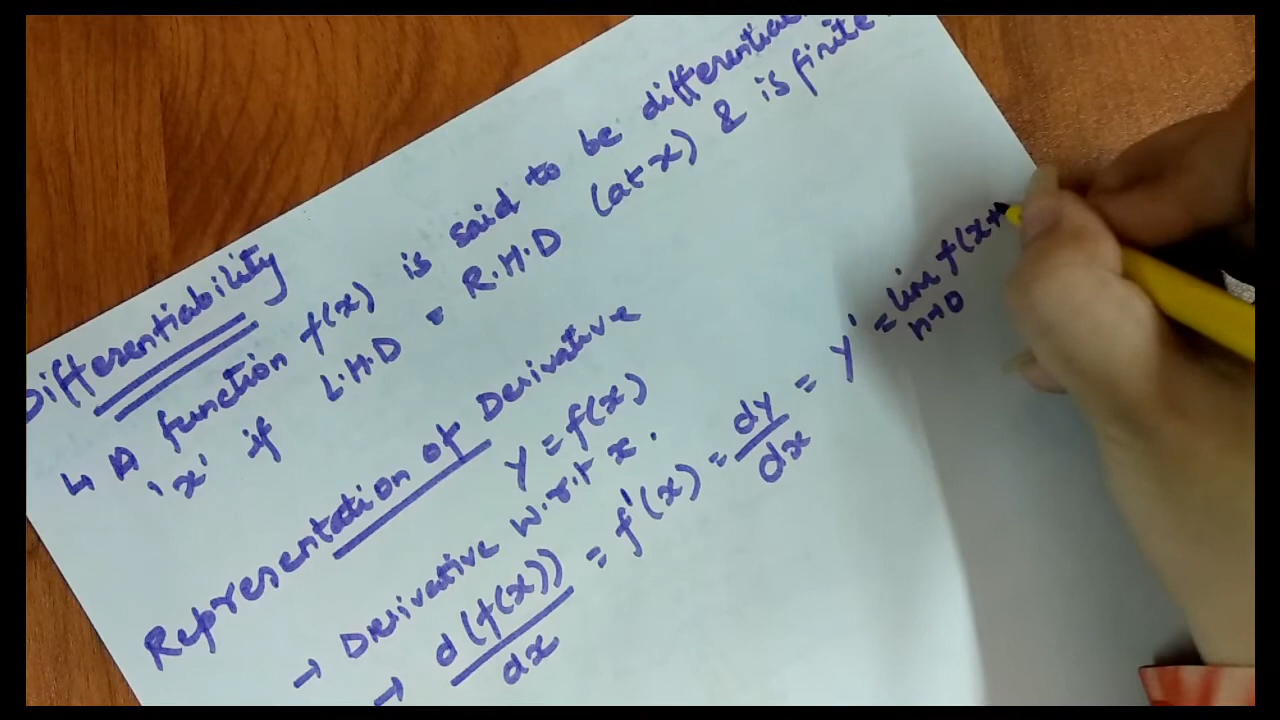 Differentiability
↳ A function f(x) is said to be differentiab
'x' if L.H.D = R.H.D (at x) & is finite
Representation of Derivative
y = f(x)
→ Derivative w.r.t x.
→ d(f(x))/dx = f'(x) = dy/dx = y' = lim h→0 f(x+